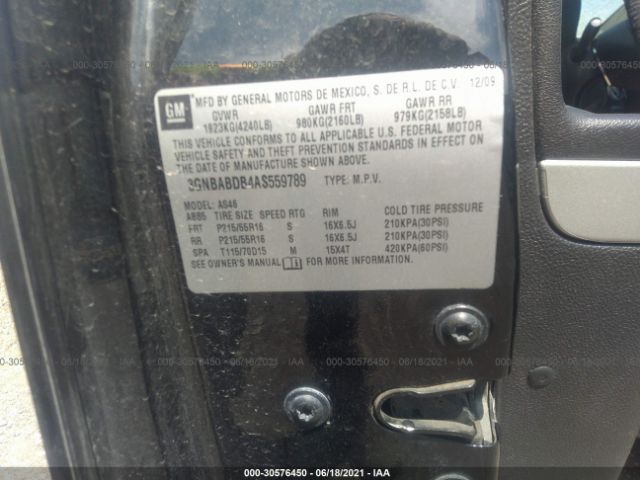 000-30576450 - 06/18/2021 - IAA
GM
MFD BY GENERAL MOTORS DE MEXICO, S. DE R.L. DE C.V. 12/09
GVWR GAWR FRT GAWR RR
1923KG(4240LB) 980KG(2160LB) 979KG(2158LB)
THIS VEHICLE CONFORMS TO ALL APPLICABLE U.S. FEDERAL MOTOR
VEHICLE SAFETY AND THEFT PREVENTION STANDARDS IN EFFECT ON
THE DATE OF MANUFACTURE SHOWN ABOVE.
3GNBABDB4AS559789 TYPE: M.P.V.
MODEL: AS46
ABB5 TIRE SIZE SPEED RTG RIM COLD TIRE PRESSURE
FRT P215/55R16 S 16X6.5J 210KPA(30PSI)
RR P215/55R16 S 16X6.5J 210KPA(30PSI)
SPA T115/70D15 M 15X4T 420KPA(60PSI)
SEE OWNER'S MANUAL FOR MORE INFORMATION.
000-30576450 - 06/18/2021 - IAA
000-30576450 - 06/18/2021 - IAA